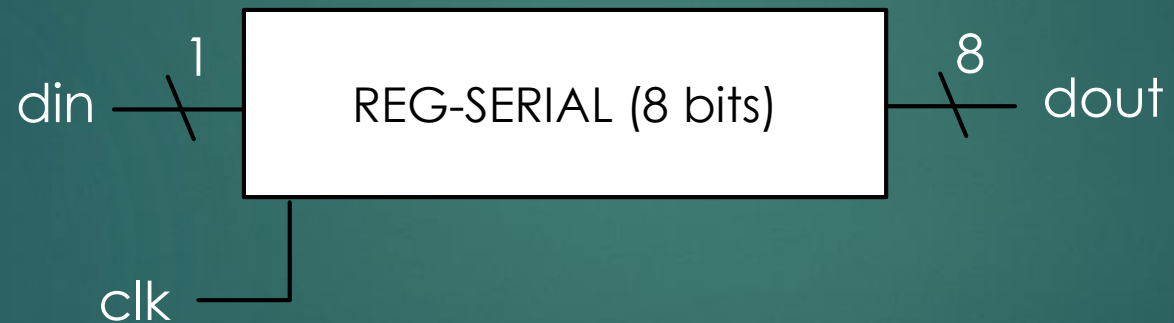 1
8
din
REG-SERIAL (8 bits)
dout
clk